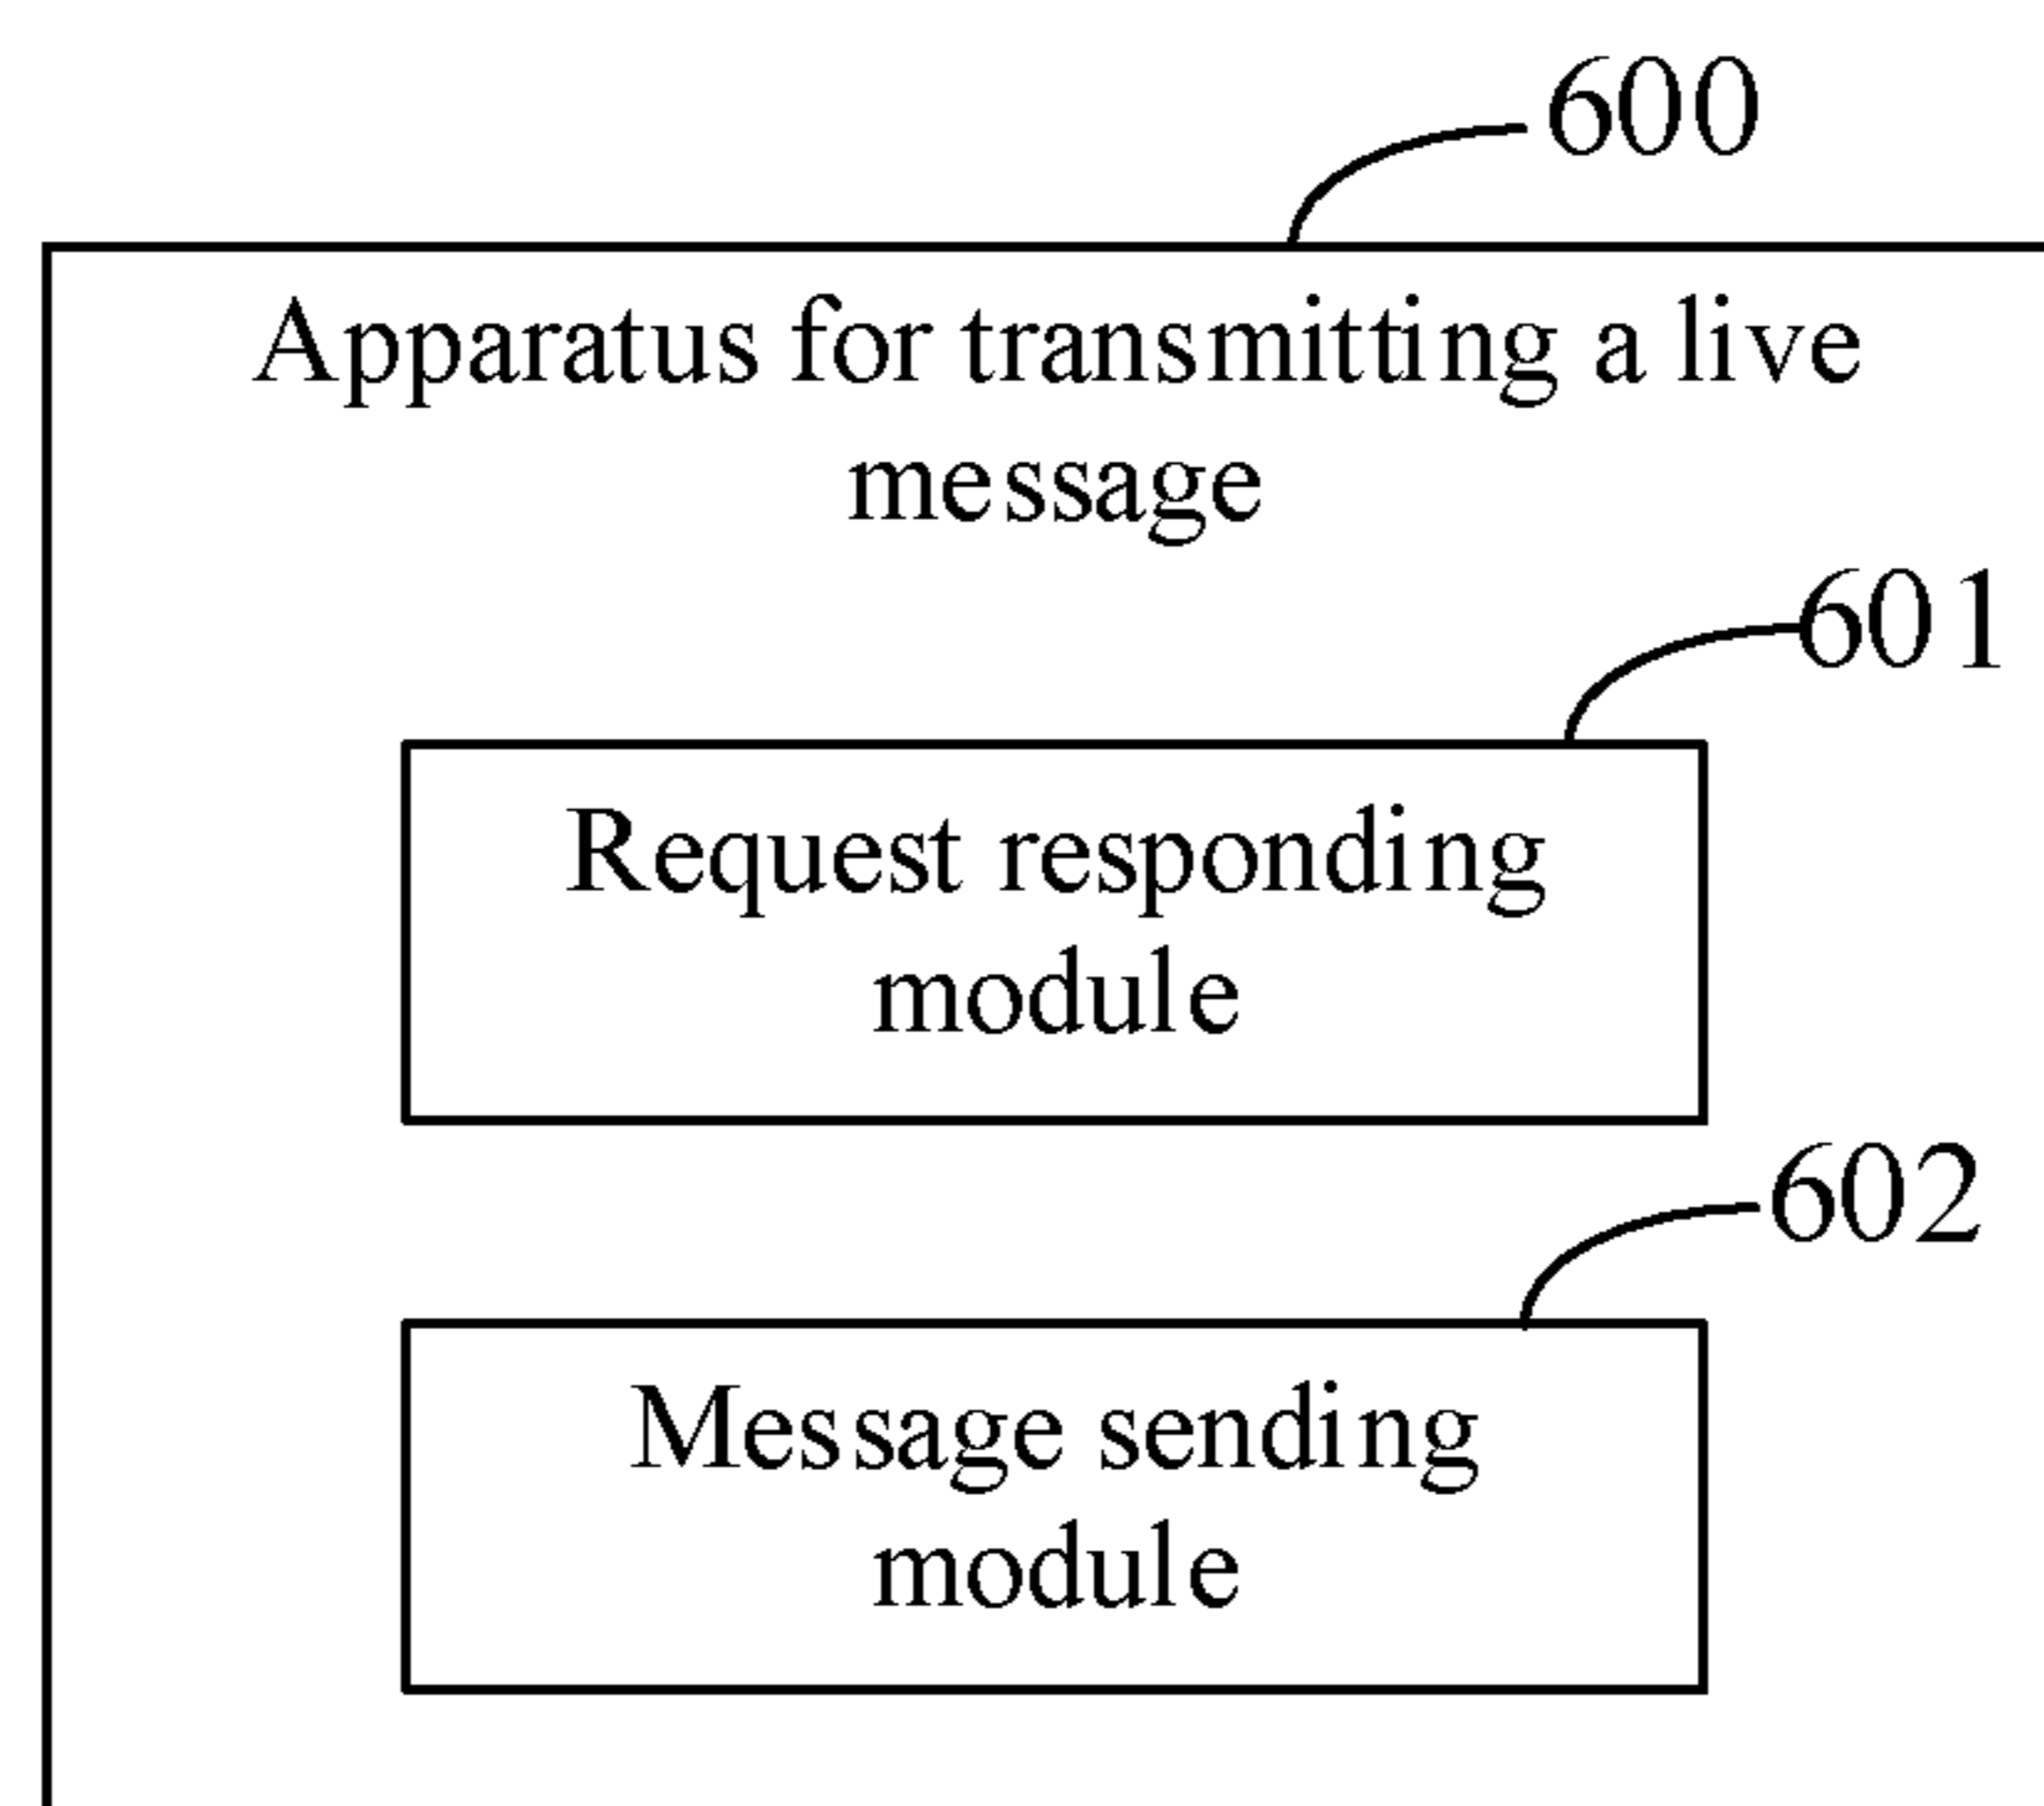 600
Apparatus for transmitting a live
message
601
Request responding
module
602
Message sending
module